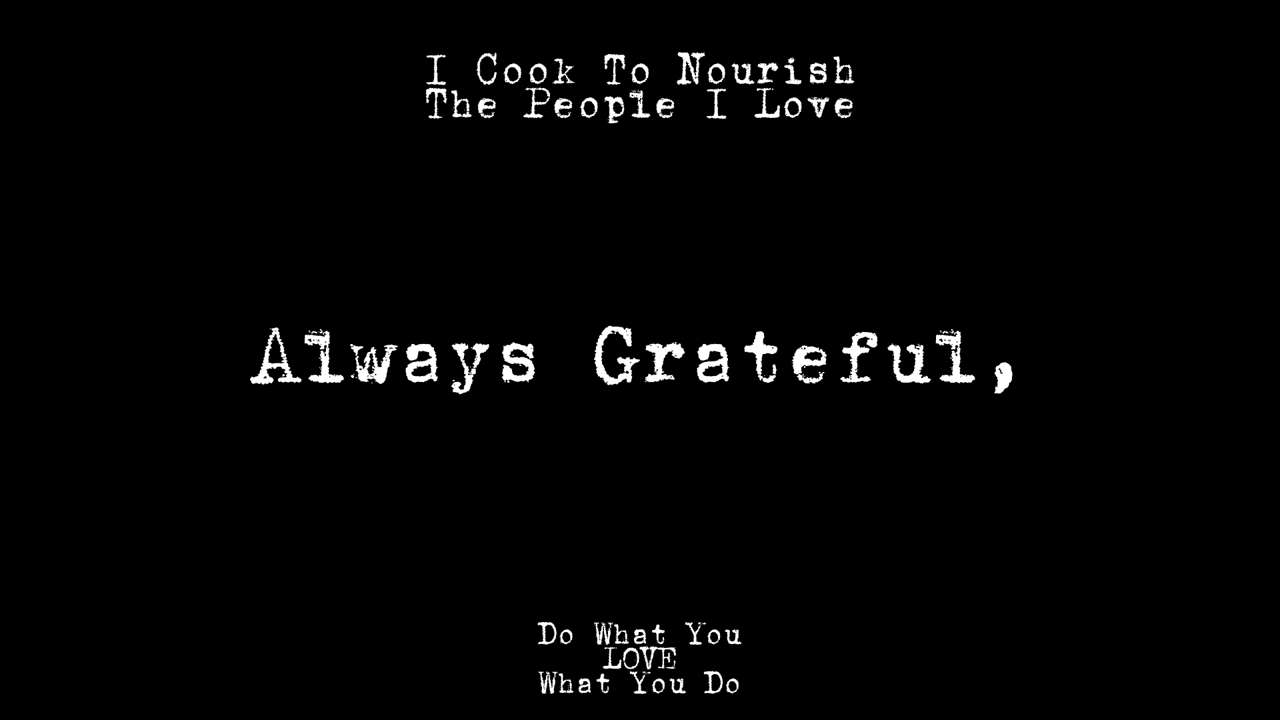 I Cook To Nourish
The People I Love
Always Grateful,
Do What You
LOVE
What You Do